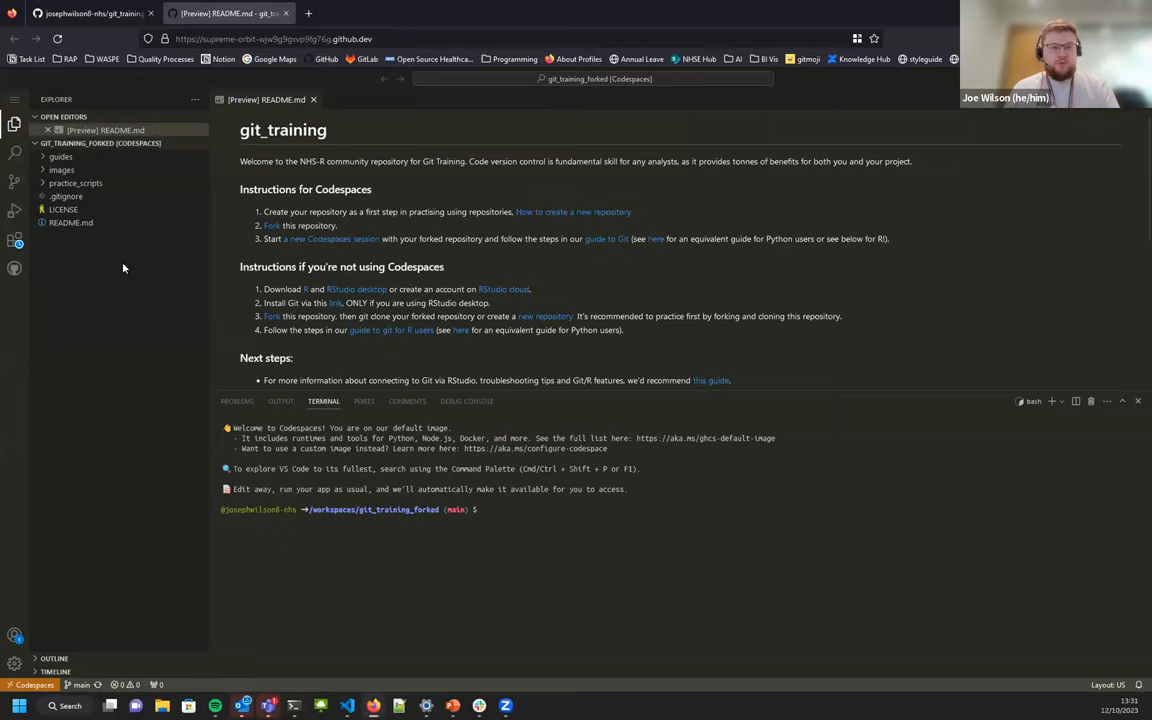 josephwilson8-nhs/git_training
[Preview] README.md - git_tra
https://supreme-orbit-wjw9g9gxvp9fg76g.github.dev
Task List
RAP
WASPE
Quality Processes
Notion
Google Maps
GitHub
GitLab
Open Source Healthcar...
Programming
About Profiles
Annual Leave
NHSE Hub
AI
BI Vis
gitmoji
Knowledge Hub
styleguide
git_training_forked [Codespaces]
Joe Wilson (he/him)
EXPLORER
[Preview] README.md
OPEN EDITORS
[Preview] README.md
GIT_TRAINING_FORKED [CODESPACES]
guides
images
practice_scripts
.gitignore
LICENSE
README.md
git_training
Welcome to the NHS-R community repository for Git Training. Code version control is fundamental skill for any analysts, as it provides tonnes of benefits for both you and your project.
Instructions for Codespaces
1. Create your repository as a first step in practising using repositories, How to create a new repository.
2. Fork this repository.
3. Start a new Codespaces session with your forked repository and follow the steps in our guide to Git (see here for an equivalent guide for Python users or see below for R!).
Instructions if you're not using Codespaces
1. Download R and RStudio desktop or create an account on RStudio cloud.
2. Install Git via this link, ONLY if you are using RStudio desktop.
3. Fork this repository, then git clone your forked repository or create a new repository. It's recommended to practice first by forking and cloning this repository.
4. Follow the steps in our guide to git for R users (see here for an equivalent guide for Python users).
Next steps:
• For more information about connecting to Git via RStudio, troubleshooting tips and Git/R features, we'd recommend this guide.
PROBLEMS
OUTPUT
TERMINAL
PORTS
COMMENTS
DEBUG CONSOLE
bash
Welcome to Codespaces! You are on our default image.
- It includes runtimes and tools for Python, Node.js, Docker, and more. See the full list here: https://aka.ms/ghcs-default-image
- Want to use a custom image instead? Learn more here: https://aka.ms/configure-codespace
To explore VS Code to its fullest, search using the Command Palette (Cmd/Ctrl + Shift + P or F1).
Edit away, run your app as usual, and we'll automatically make it available for you to access.
@josephwilson8-nhs ➜/workspaces/git_training_forked (main) $
OUTLINE
TIMELINE
Codespaces
main
0
0
0
Layout: US
Search
13:31
12/10/2023